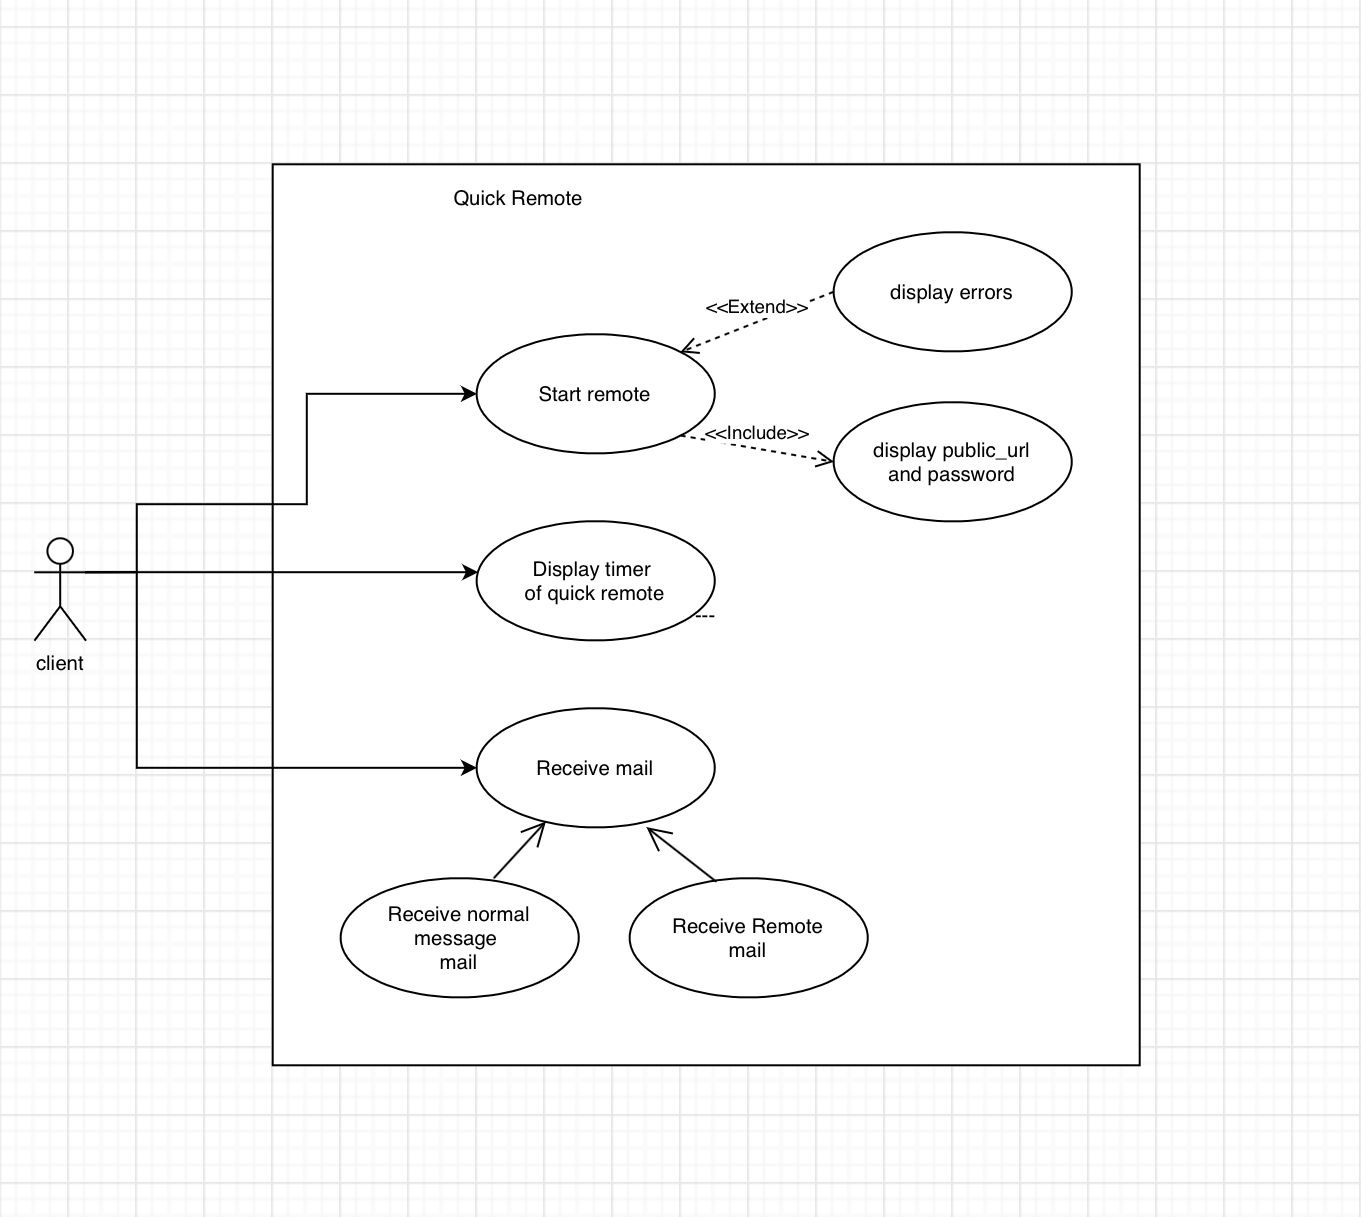 Quick Remote
<<Extend>>
display errors
Start remote
<<Include>>
display public_url
and password
Display timer
of quick remote
client
Receive mail
Receive normal
message
mail
Receive Remote
mail